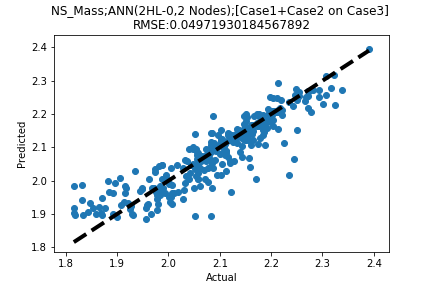 NS_Mass;ANN(2HL-0,2 Nodes);[Case1+Case2 on Case3]
RMSE:0.04971930184567892
2.4
2.3
2.2
2.1
2.0
1.9
1.8
Predicted
1.8 1.9 2.0 2.1 2.2 2.3 2.4
Actual